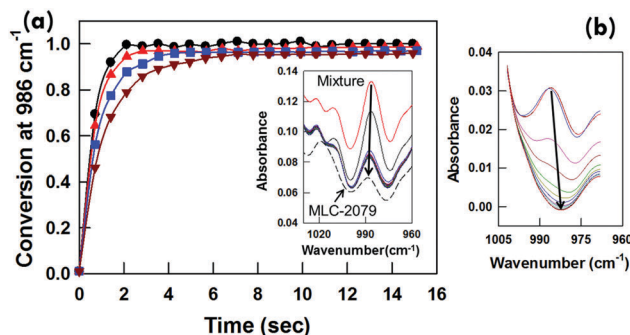 (a)
Conversion at 986 cm⁻¹
1.0
0.8
0.6
0.4
0.2
0.0
0 2 4 6 8 10 12 14 16
Time (sec)
Absorbance
0.14
0.12
0.10
0.08
0.06
0.04
Mixture
MLC-2079
1020 990 960
Wavenumber(cm⁻¹)
(b)
Absorbance
0.04
0.03
0.02
0.01
0.00
1005 990 975 960
Wavenumber (cm⁻¹)